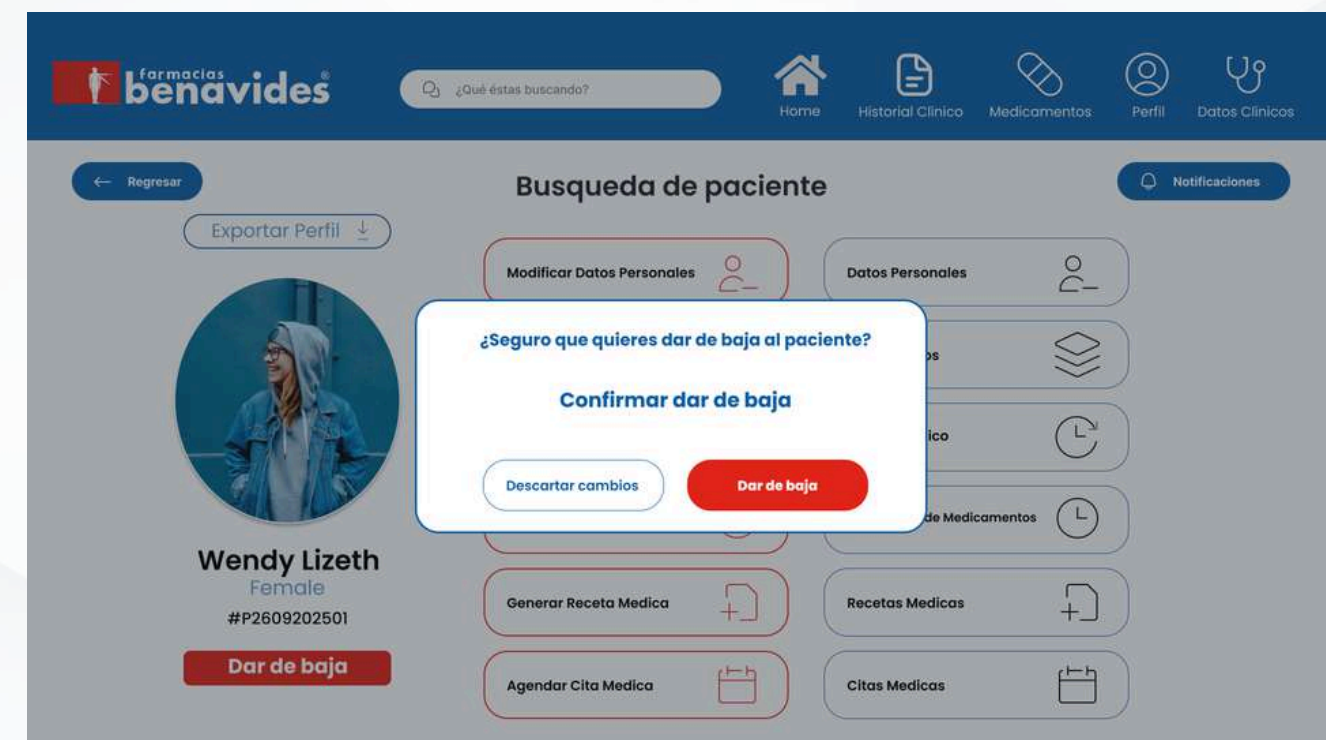 farmacias
benavides®
¿Qué éstas buscando?
Home
Historial Clinico
Medicamentos
Perfil
Datos Clinicos
Regresar
Busqueda de paciente
Notificaciones
Exportar Perfil
Modificar Datos Personales
Datos Personales
¿Seguro que quieres dar de baja al paciente?
Confirmar dar de baja
ico
Descartar cambios
Dar de baja
de Medicamentos
Wendy Lizeth
Female
#P2609202501
Dar de baja
Generar Receta Medica
Recetas Medicas
Agendar Cita Medica
Citas Medicas